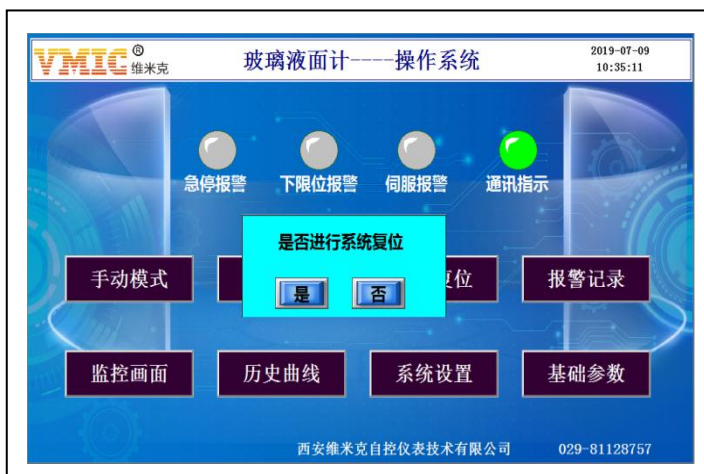 VMIC®
维米克
玻璃液面计----操作系统
2019-07-09
10:35:11
急停报警 下限位报警 伺服报警 通讯指示
是否进行系统复位
是 否
手动模式 位 报警记录
监控画面 历史曲线 系统设置 基础参数
西安维米克自控仪表技术有限公司 029-81128757